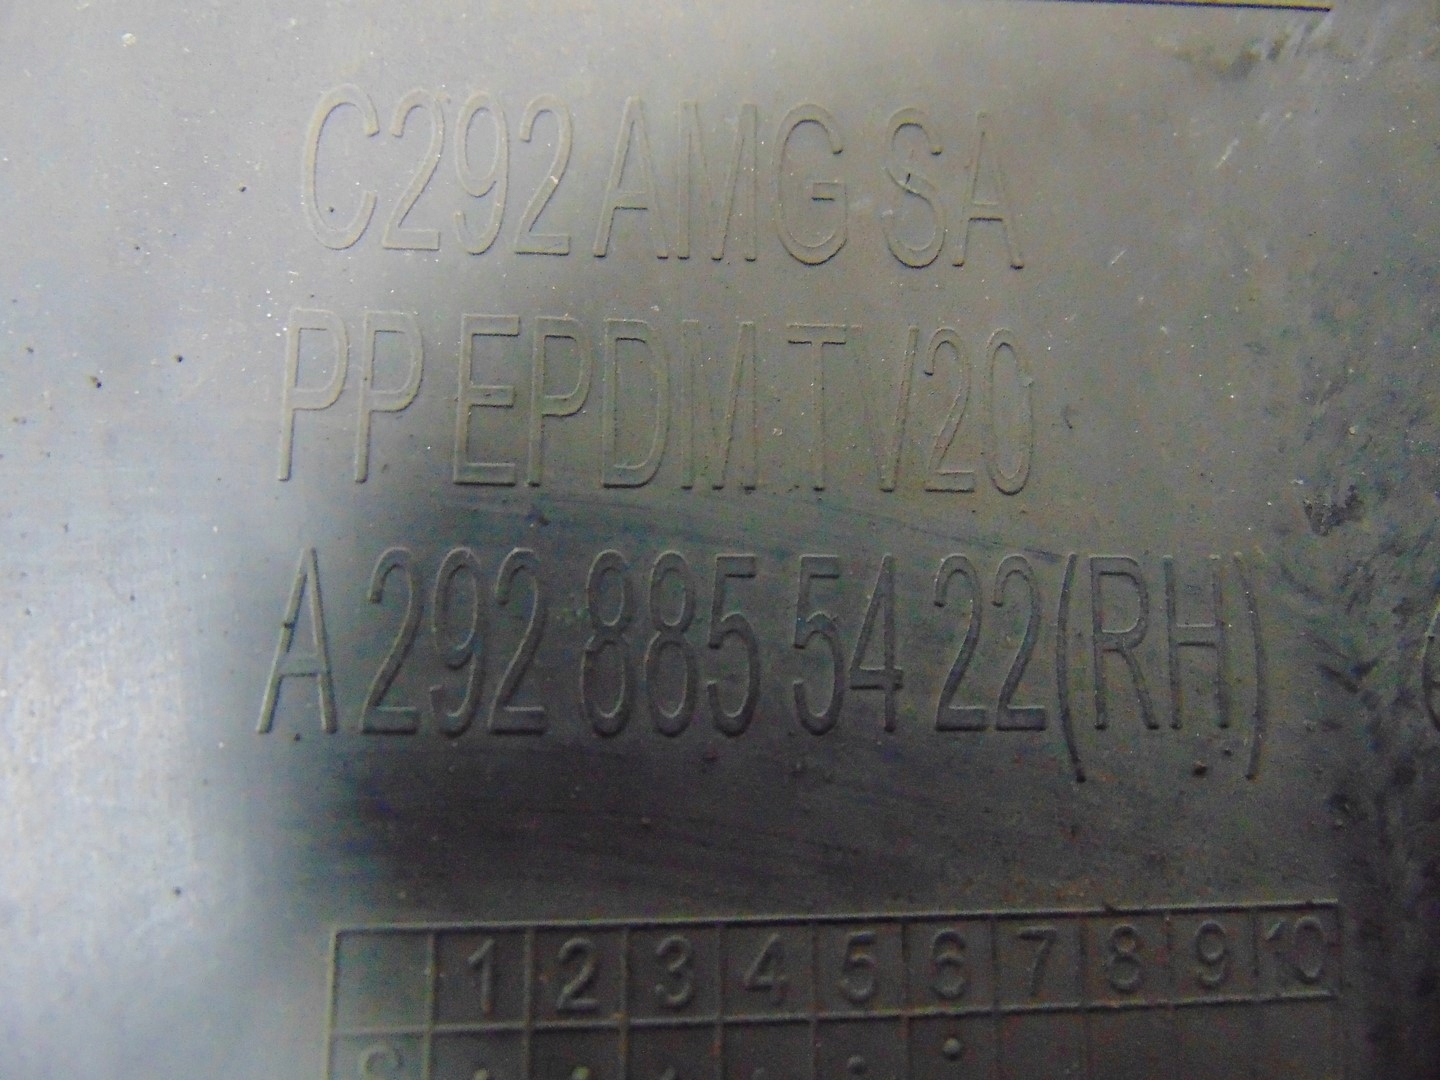 C292 AMG SA
PP EPDM TV20
A 292 885 54 22 (RH)
1 2 3 4 5 6 7 8 9 10